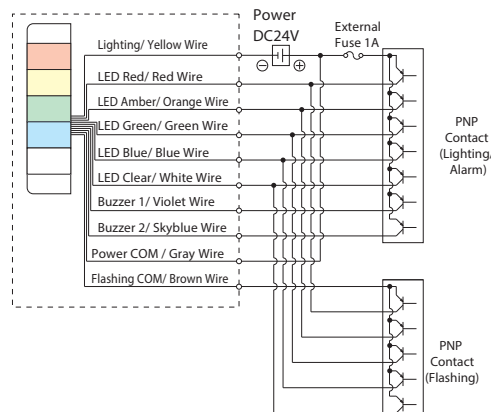 Power
DC24V
External
Fuse 1A
Lighting/ Yellow Wire
LED Red/ Red Wire
LED Amber/ Orange Wire
LED Green/ Green Wire
LED Blue/ Blue Wire
LED Clear/ White Wire
Buzzer 1/ Violet Wire
Buzzer 2/ Skyblue Wire
Power COM / Gray Wire
Flashing COM/ Brown Wire
PNP
Contact
(Lighting/
Alarm)
PNP
Contact
(Flashing)